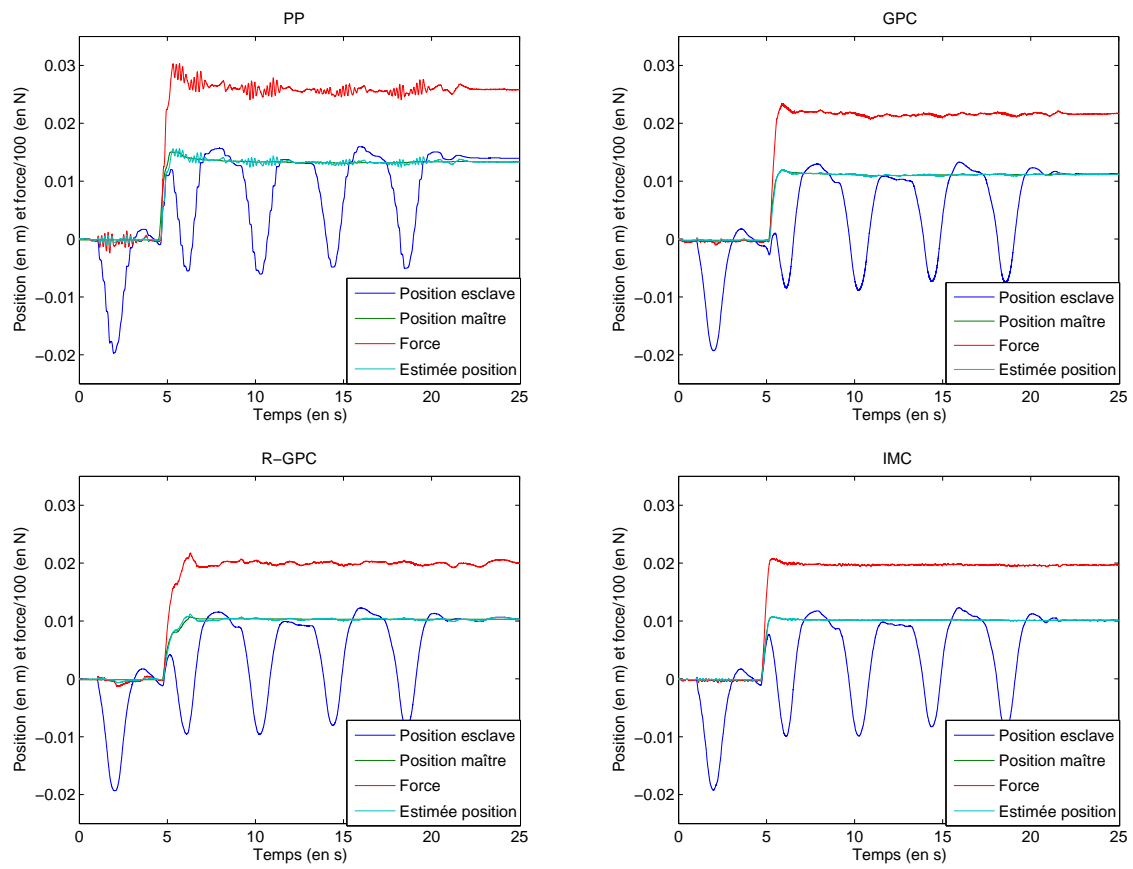 PP
0.03
0.02
0.01
0
−0.01
−0.02
Position (en m) et force/100 (en N)
0 5 10 15 20 25
Temps (en s)
Position esclave
Position maître
Force
Estimée position
GPC
0.03
0.02
0.01
0
−0.01
−0.02
Position (en m) et force/100 (en N)
0 5 10 15 20 25
Temps (en s)
Position esclave
Position maître
Force
Estimée position
R−GPC
0.03
0.02
0.01
0
−0.01
−0.02
Position (en m) et force/100 (en N)
0 5 10 15 20 25
Temps (en s)
Position esclave
Position maître
Force
Estimée position
IMC
0.03
0.02
0.01
0
−0.01
−0.02
Position (en m) et force/100 (en N)
0 5 10 15 20 25
Temps (en s)
Position esclave
Position maître
Force
Estimée position